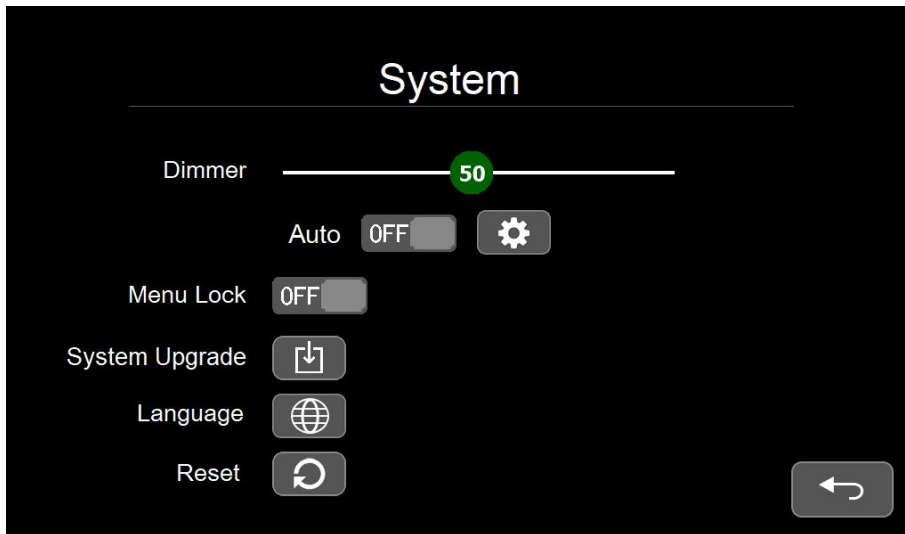 System
Dimmer 50
Auto OFF
Menu Lock OFF
System Upgrade
Language
Reset